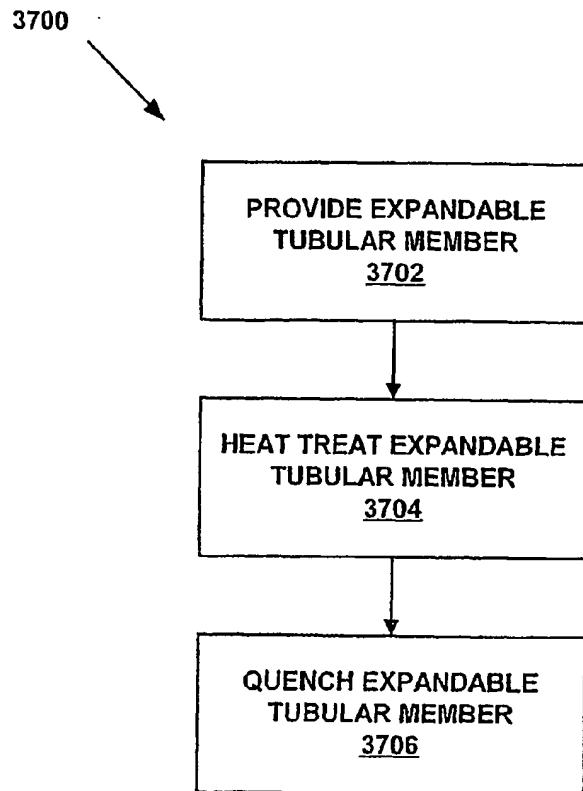 3700
PROVIDE EXPANDABLE
TUBULAR MEMBER
3702
HEAT TREAT EXPANDABLE
TUBULAR MEMBER
3704
QUENCH EXPANDABLE
TUBULAR MEMBER
3706